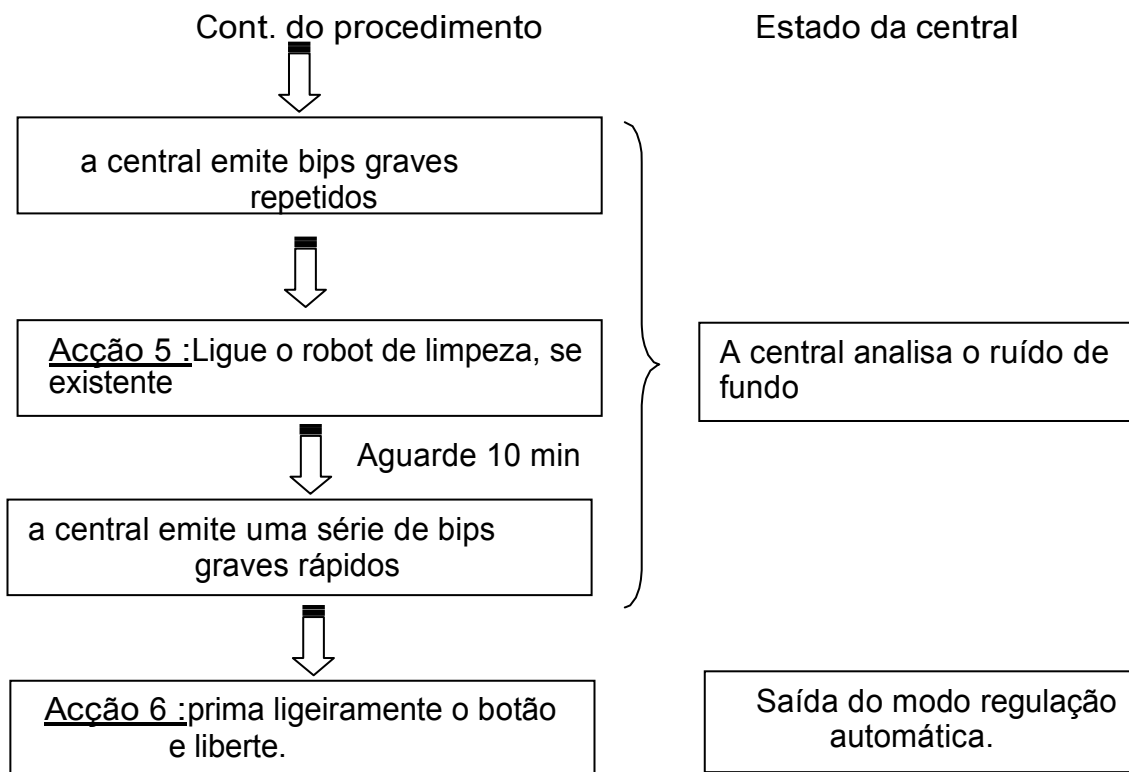 Cont. do procedimento
Estado da central
a central emite bips graves
repetidos
Acção 5 :Ligue o robot de limpeza, se
existente
A central analisa o ruído de
fundo
Aguarde 10 min
a central emite uma série de bips
graves rápidos
Acção 6 :prima ligeiramente o botão
e liberte.
Saída do modo regulação
automática.